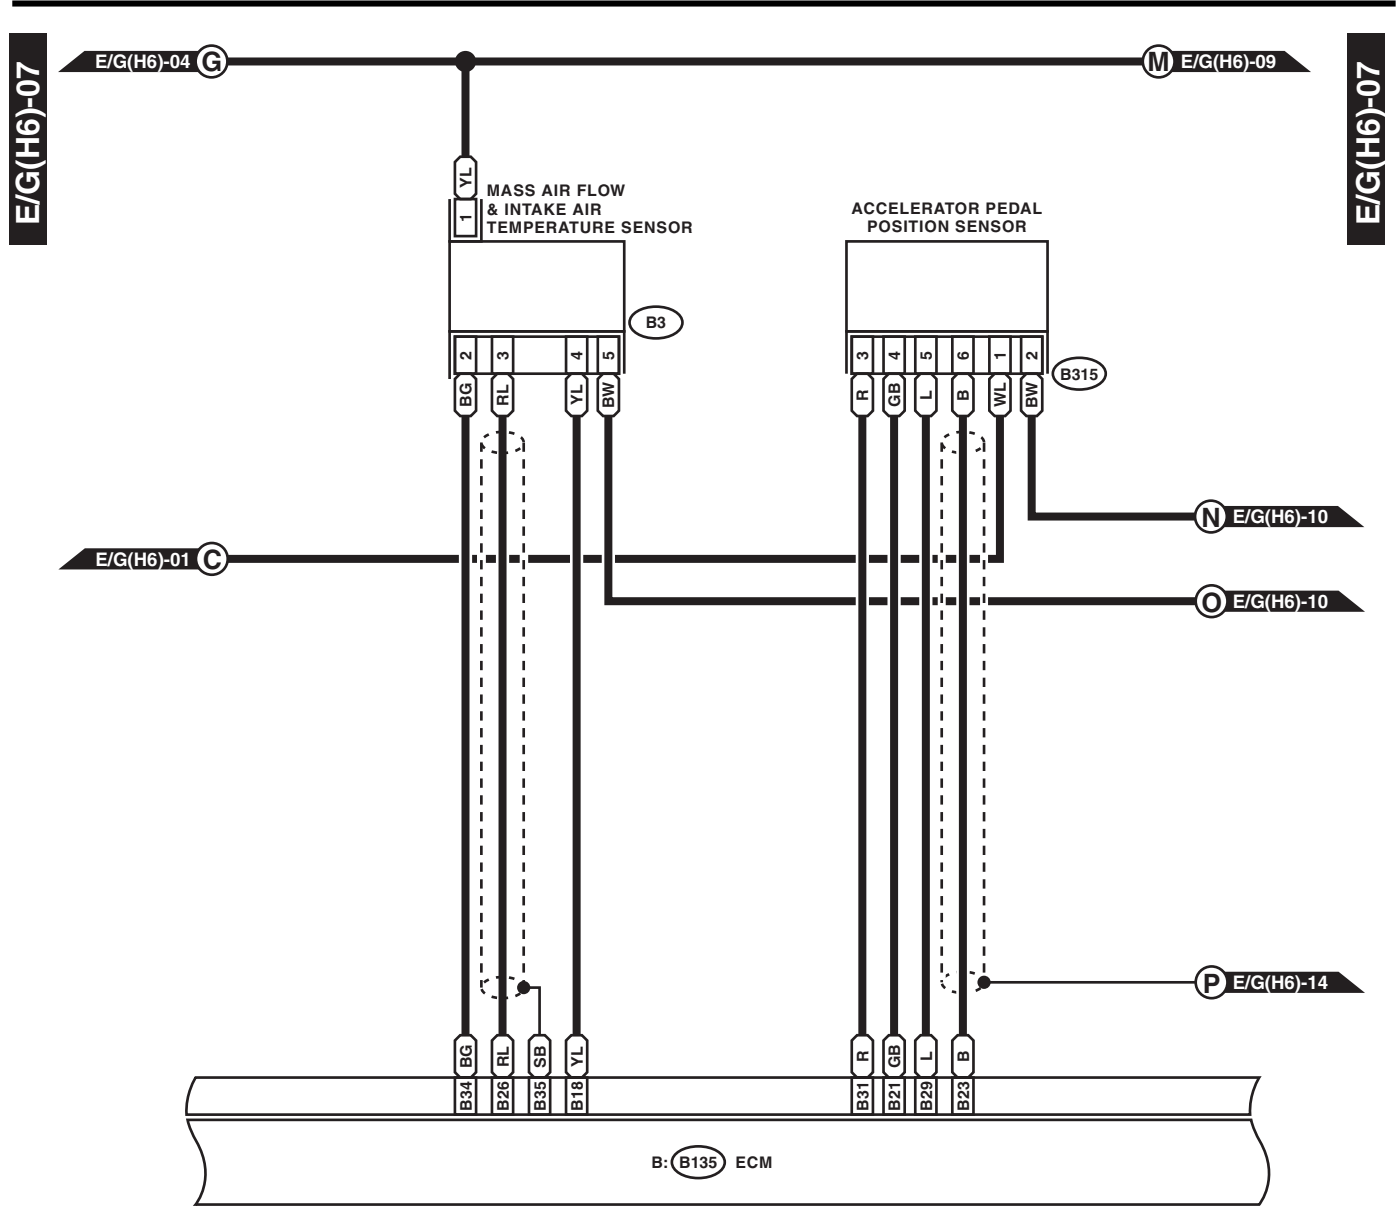 E/G(H6)-07
E/G(H6)-07
E/G(H6)-04 G
M E/G(H6)-09
YL
1
MASS AIR FLOW
& INTAKE AIR
TEMPERATURE SENSOR
ACCELERATOR PEDAL
POSITION SENSOR
B3
2 3 4 5
3 4 5 6 1 2
B315
BG RL YL BW
R GB L B WL BW
N E/G(H6)-10
E/G(H6)-01 C
O E/G(H6)-10
P E/G(H6)-14
BG RL SB YL
R GB L B
B34 B26 B35 B18
B31 B21 B29 B23
B: B135 ECM